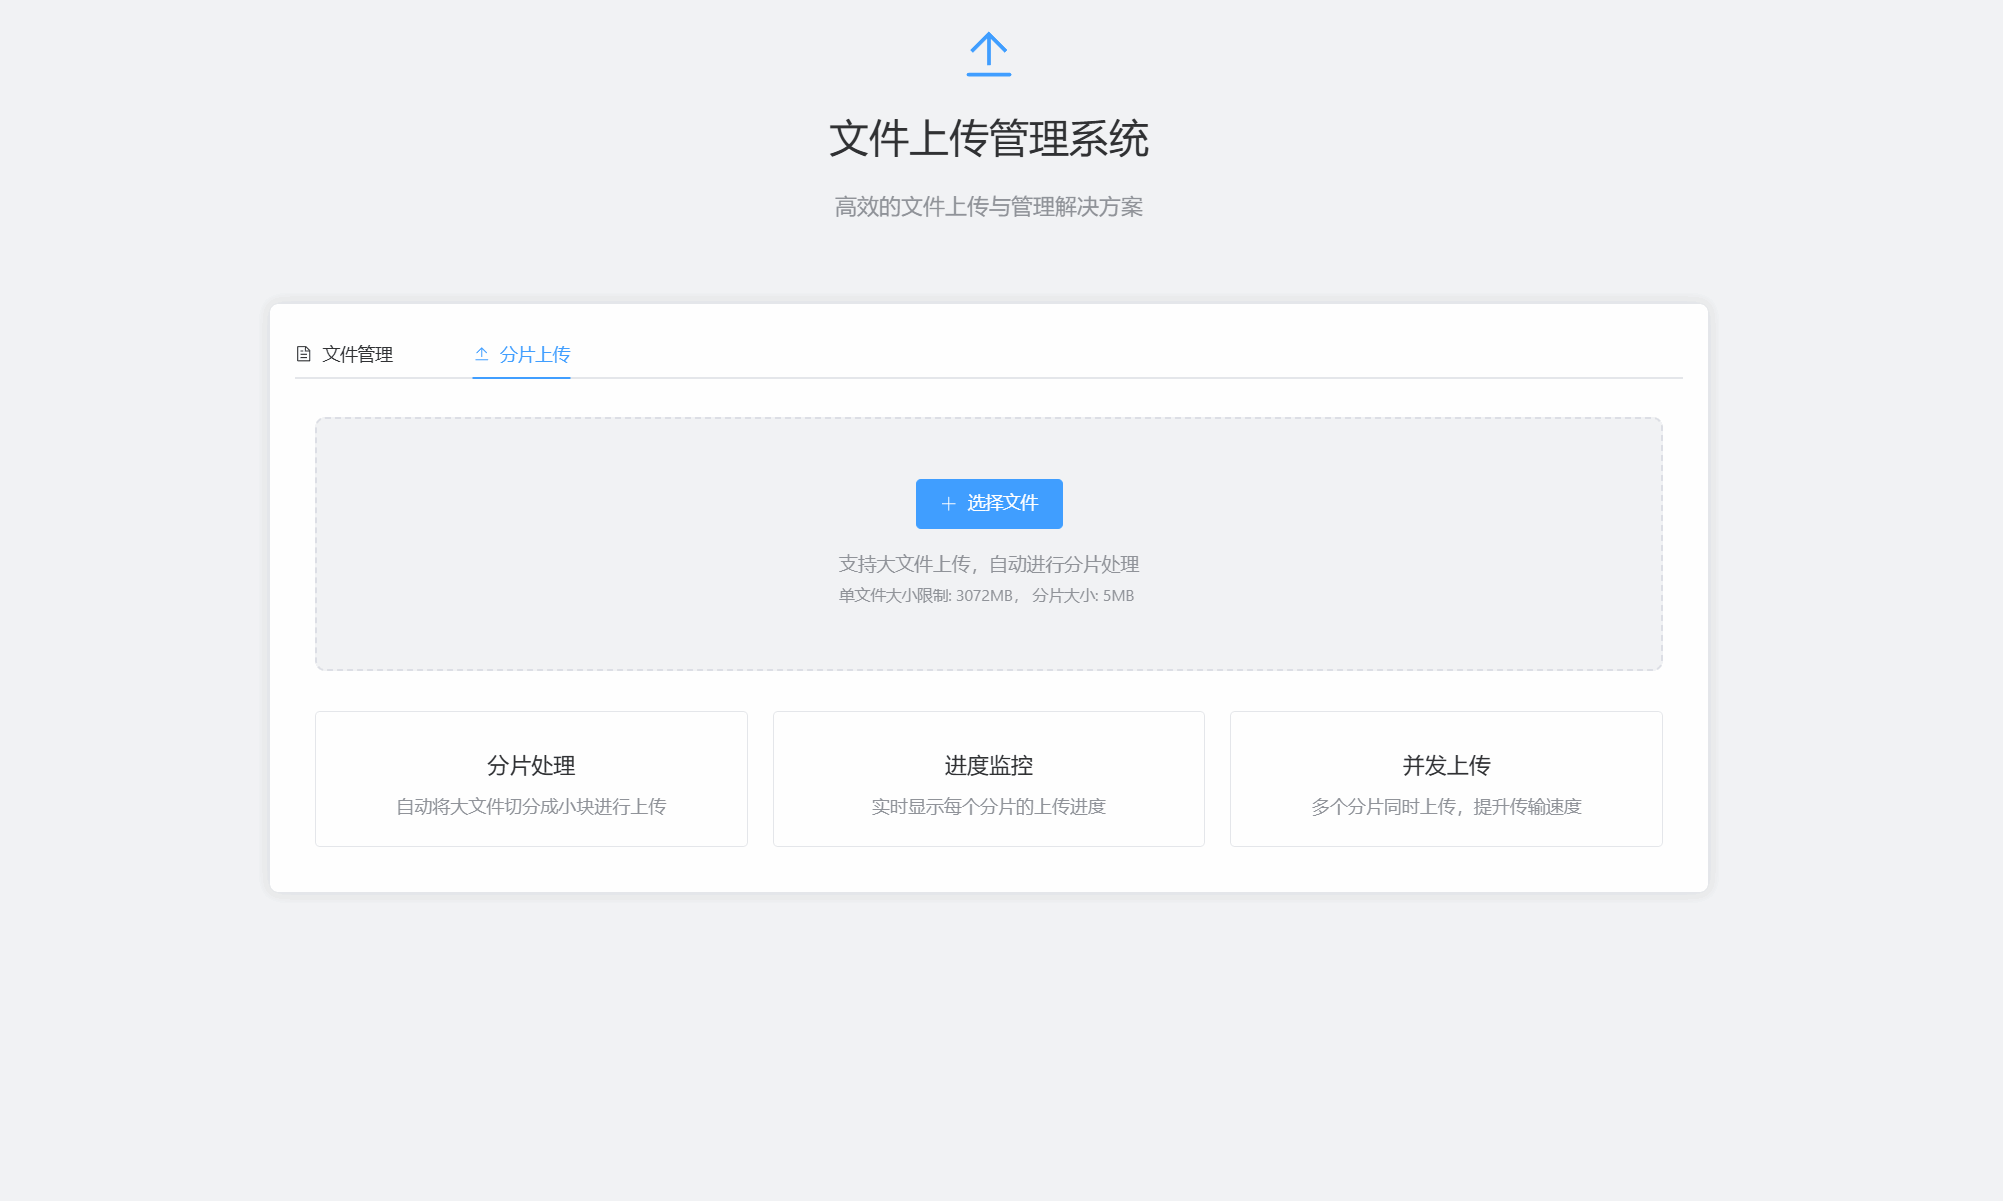 文件上传管理系统
高效的文件上传与管理解决方案
文件管理
分片上传
选择文件
支持大文件上传，自动进行分片处理
单文件大小限制: 3072MB， 分片大小: 5MB
分片处理
自动将大文件切分成小块进行上传
进度监控
实时显示每个分片的上传进度
并发上传
多个分片同时上传，提升传输速度